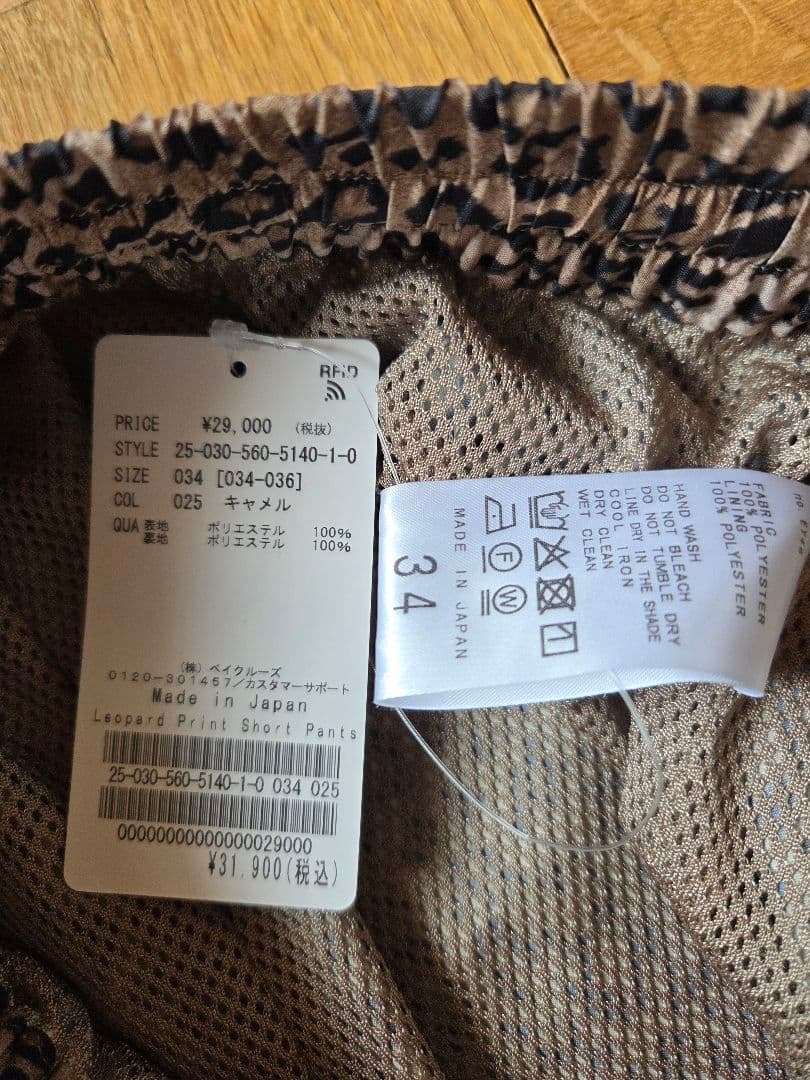 RFID
PRICE ¥29,000 (税抜)
STYLE 25-030-560-5140-1-0
SIZE 034 [034-036]
COL 025 キャメル
QUA 表地 ポリエステル 100%
裏地 ポリエステル 100%
(株) ベイクルーズ
0120-301457/カスタマーサポート
Made in Japan
Leopard Print Short Pants
25-030-560-5140-1-0 034 025
00000000000000029000
¥31,900(税込)
FABRIC
100% POLYESTER
LINING
100% POLYESTER
HAND WASH
DO NOT BLEACH
DO NOT TUMBLE DRY
LINE DRY IN THE SHADE
COOL IRON
DRY CLEAN
WET CLEAN
F
W
MADE IN JAPAN
34